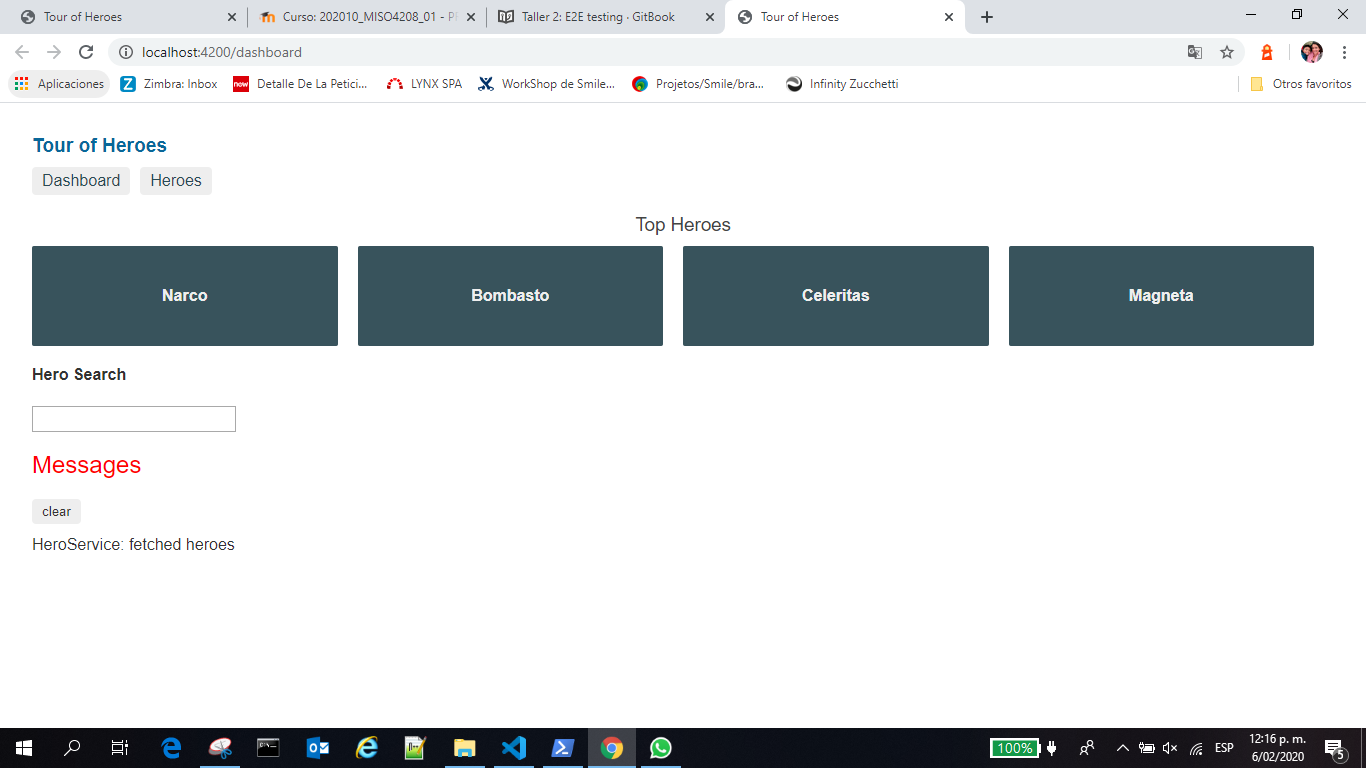 Tour of Heroes
Curso: 202010_MISO4208_01 - P
Taller 2: E2E testing · GitBook
Tour of Heroes
localhost:4200/dashboard
Aplicaciones
Zimbra: Inbox
now
Detalle De La Petici...
LYNX SPA
WorkShop de Smile...
Projetos/Smile/bra...
Infinity Zucchetti
Otros favoritos
Tour of Heroes
Dashboard
Heroes
Top Heroes
Narco
Bombasto
Celeritas
Magneta
Hero Search
Messages
clear
HeroService: fetched heroes
100%
ESP
12:16 p. m.
6/02/2020
5